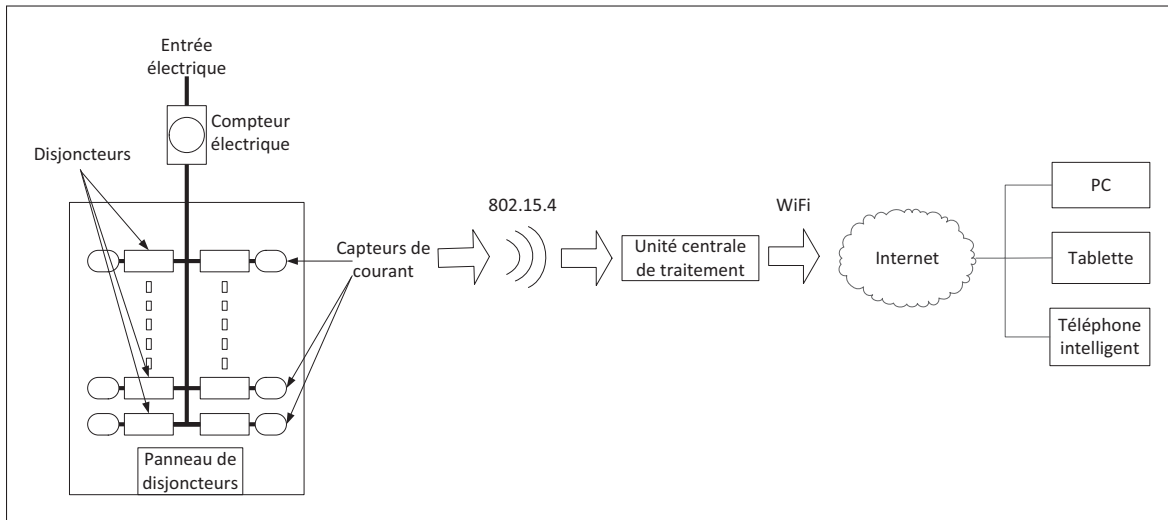 Entrée
électrique
Compteur
électrique
Disjoncteurs
Capteurs de
courant
Panneau de
disjoncteurs
802.15.4
Unité centrale
de traitement
WiFi
Internet
PC
Tablette
Téléphone
intelligent